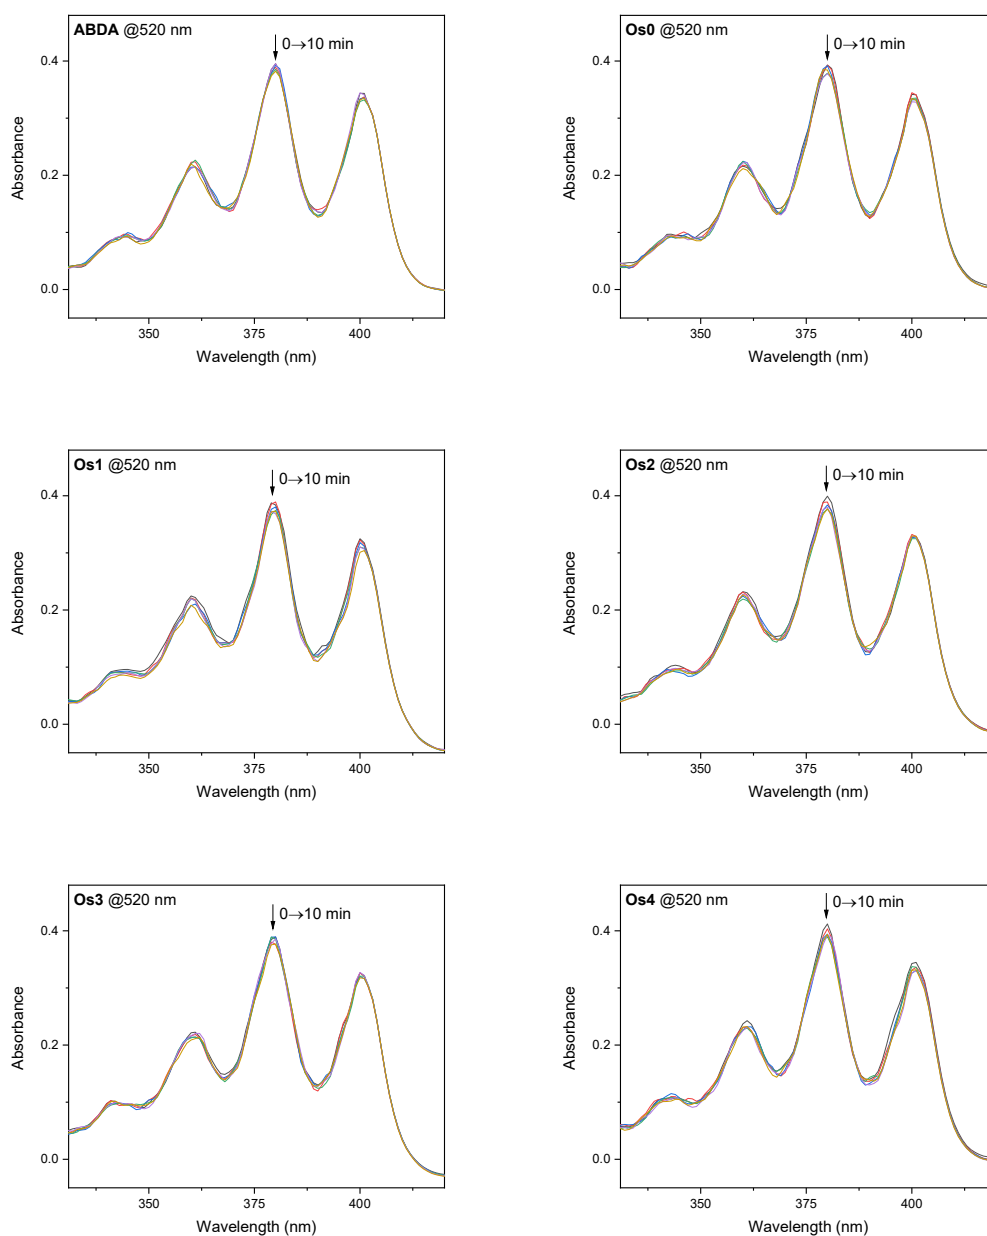 ABDA @520 nm
0→10 min
0.4
0.2
0.0
Absorbance
350
375
400
Wavelength (nm)
Os0 @520 nm
0→10 min
0.4
0.2
0.0
Absorbance
350
375
400
Wavelength (nm)
Os1 @520 nm
0→10 min
0.4
0.2
0.0
Absorbance
350
375
400
Wavelength (nm)
Os2 @520 nm
0→10 min
0.4
0.2
0.0
Absorbance
350
375
400
Wavelength (nm)
Os3 @520 nm
0→10 min
0.4
0.2
0.0
Absorbance
350
375
400
Wavelength (nm)
Os4 @520 nm
0→10 min
0.4
0.2
0.0
Absorbance
350
375
400
Wavelength (nm)